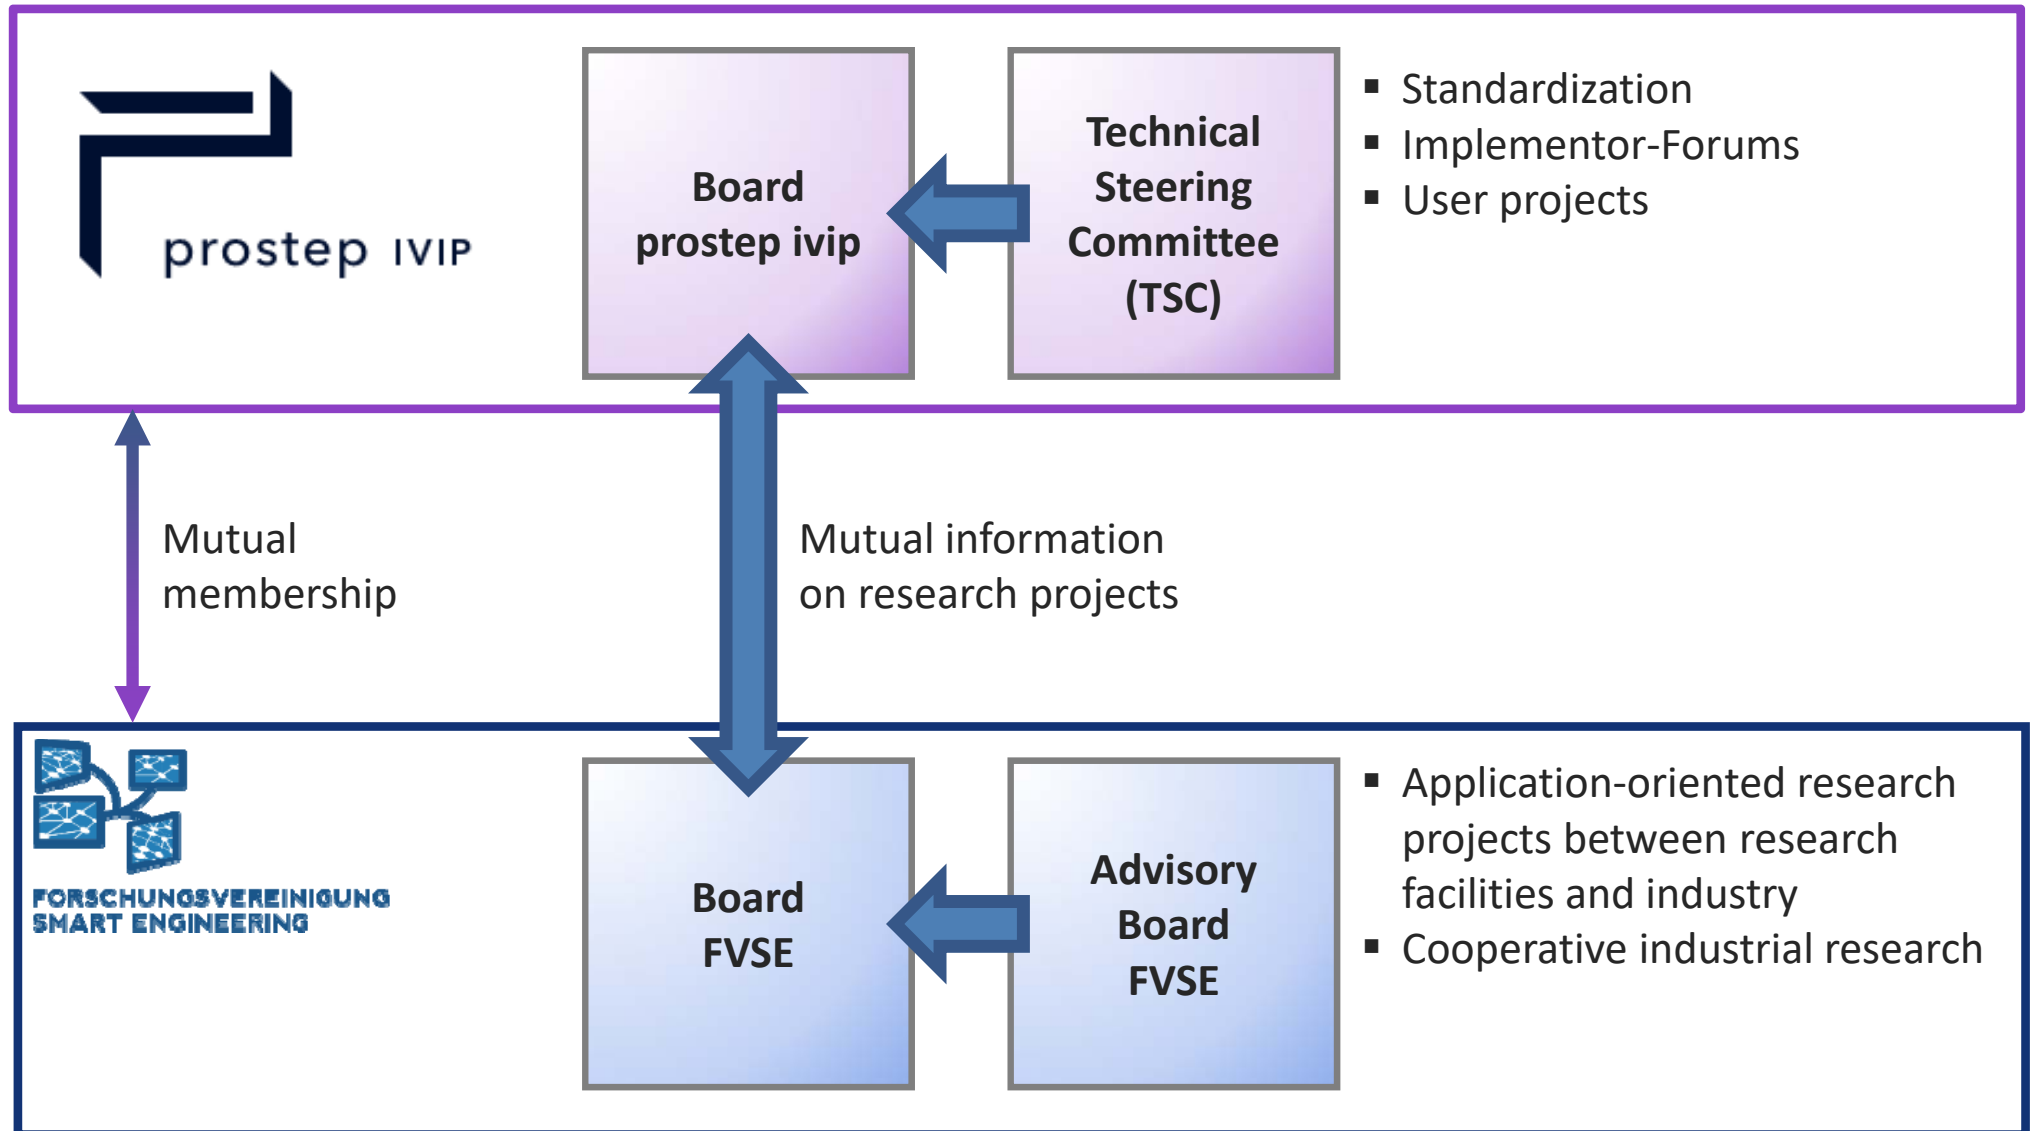 prostep IVIP
Board
prostep ivip
Technical
Steering
Committee
(TSC)
▪ Standardization
▪ Implementor-Forums
▪ User projects
Mutual
membership
Mutual information
on research projects
FORSCHUNGSVEREINIGUNG
SMART ENGINEERING
Board
FVSE
Advisory
Board
FVSE
▪ Application-oriented research
projects between research
facilities and industry
▪ Cooperative industrial research